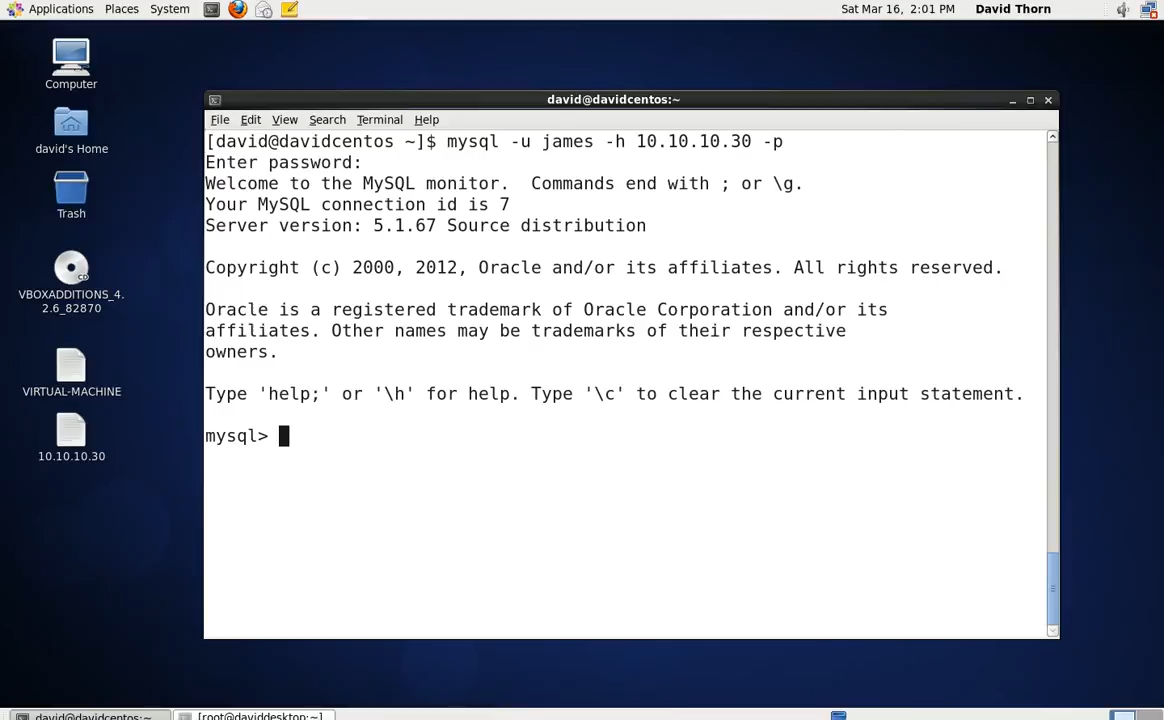 Applications Places System Sat Mar 16, 2:01 PM David Thorn
Computer
david's Home
Trash
VBOXADDITIONS_4.
2.6_82870
VIRTUAL-MACHINE
10.10.10.30
david@davidcentos:~
File Edit View Search Terminal Help
[david@davidcentos ~]$ mysql -u james -h 10.10.10.30 -p
Enter password:
Welcome to the MySQL monitor.  Commands end with ; or \g.
Your MySQL connection id is 7
Server version: 5.1.67 Source distribution
Copyright (c) 2000, 2012, Oracle and/or its affiliates. All rights reserved.
Oracle is a registered trademark of Oracle Corporation and/or its
affiliates. Other names may be trademarks of their respective
owners.
Type 'help;' or '\h' for help. Type '\c' to clear the current input statement.
mysql>
david@davidcentos:~ [root@daviddesktop:~]